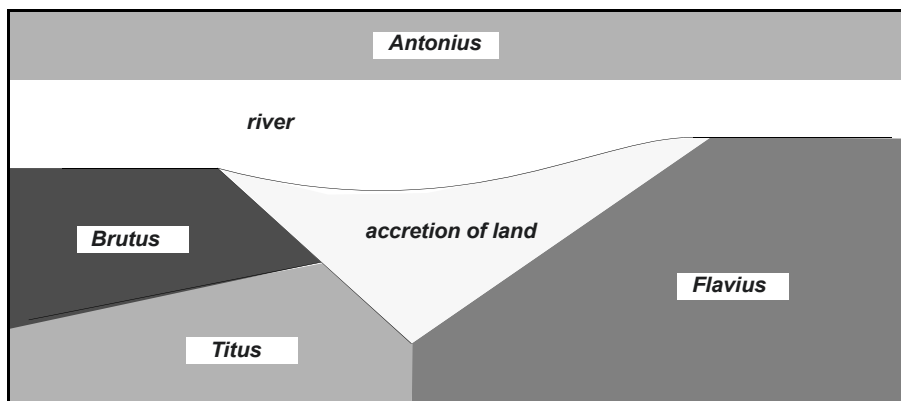 Antonius
river
accretion of land
Brutus
Flavius
Titus